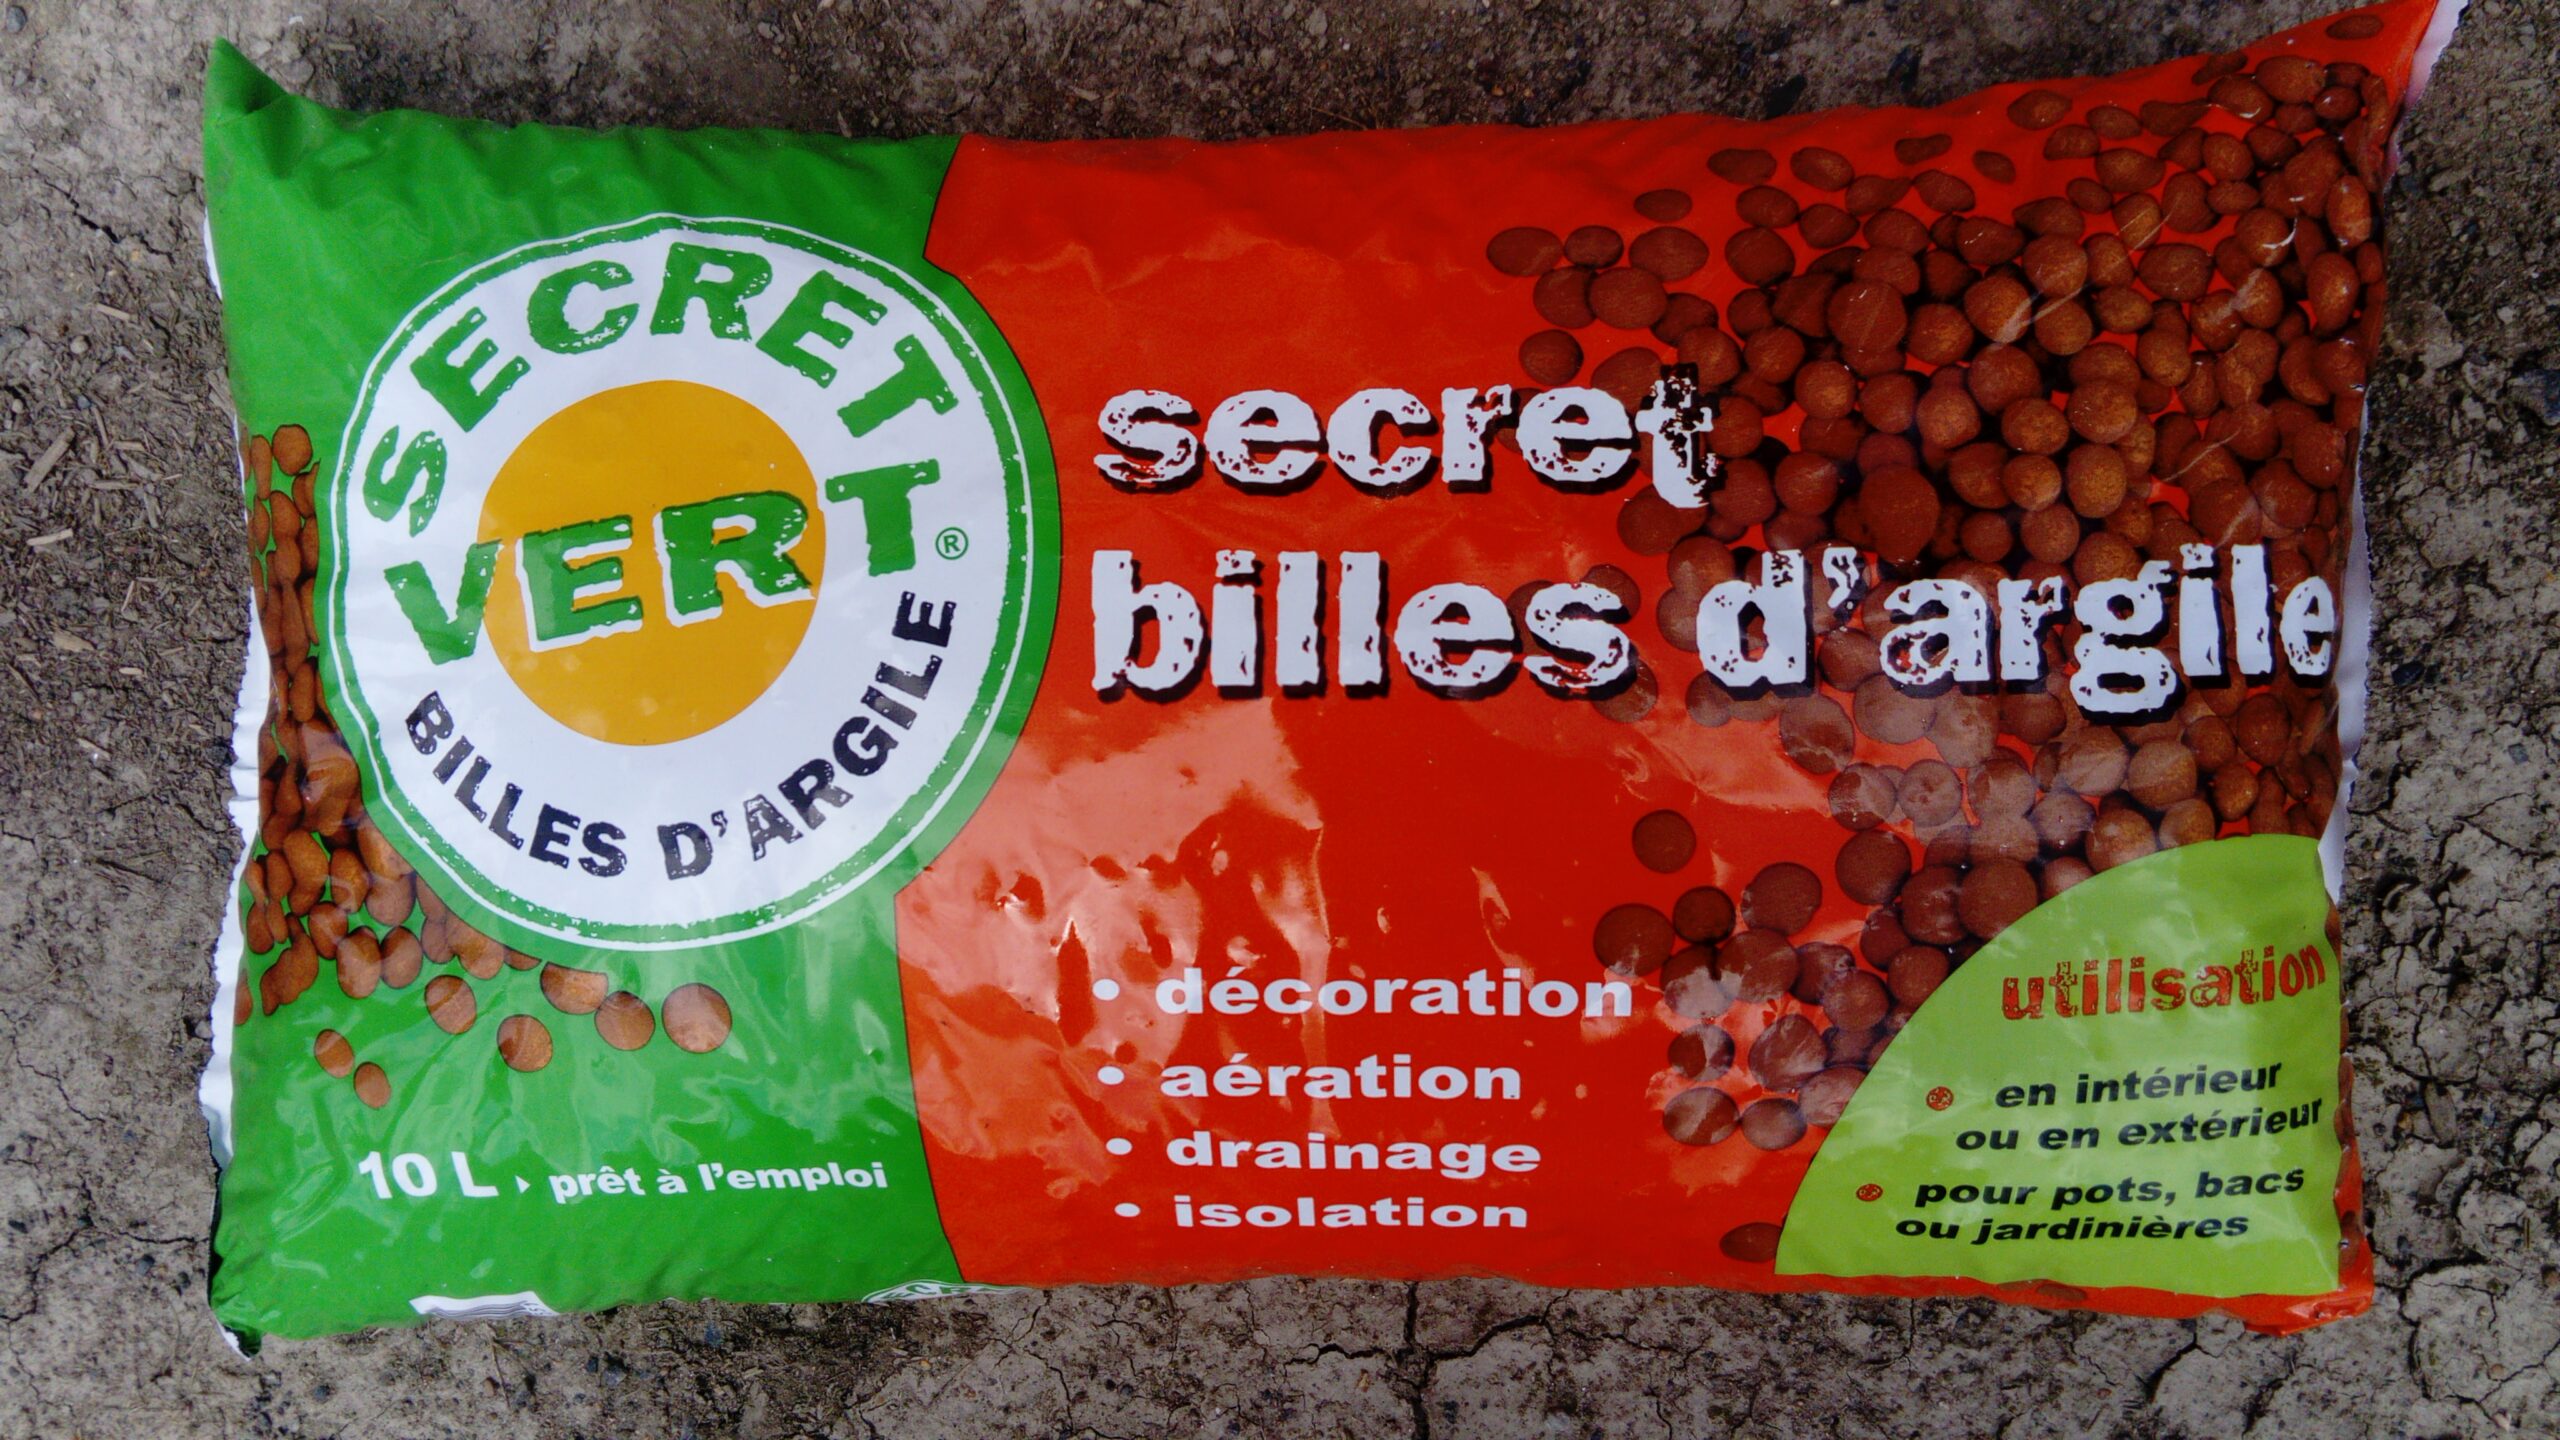 SECRET
VERT®
BILLES D'ARGILE
10 L prêt à l'emploi
secret
billes d'argile
• décoration
• aération
• drainage
• isolation
utilisation
en intérieur
ou en extérieur
pour pots, bacs
ou jardinières